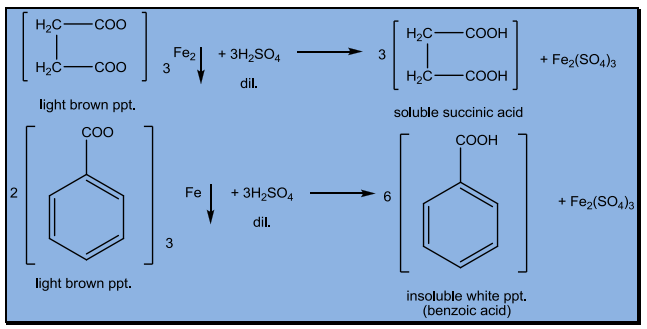 H₂C COO
H₂C COO 3 Fe₂ + 3H₂SO₄ dil. 3 H₂C COOH
H₂C COOH + Fe₂(SO₄)₃
light brown ppt.
soluble succinic acid
COO COOH
2 3 Fe + 3H₂SO₄ dil. 6 + Fe₂(SO₄)₃
light brown ppt.
insoluble white ppt.
(benzoic acid)